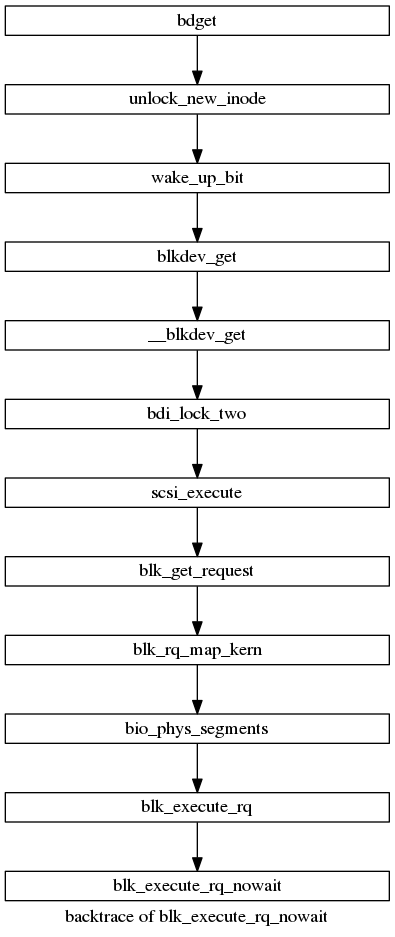 bdget
unlock_new_inode
wake_up_bit
blkdev_get
__blkdev_get
bdi_lock_two
scsi_execute
blk_get_request
blk_rq_map_kern
bio_phys_segments
blk_execute_rq
blk_execute_rq_nowait
backtrace of blk_execute_rq_nowait